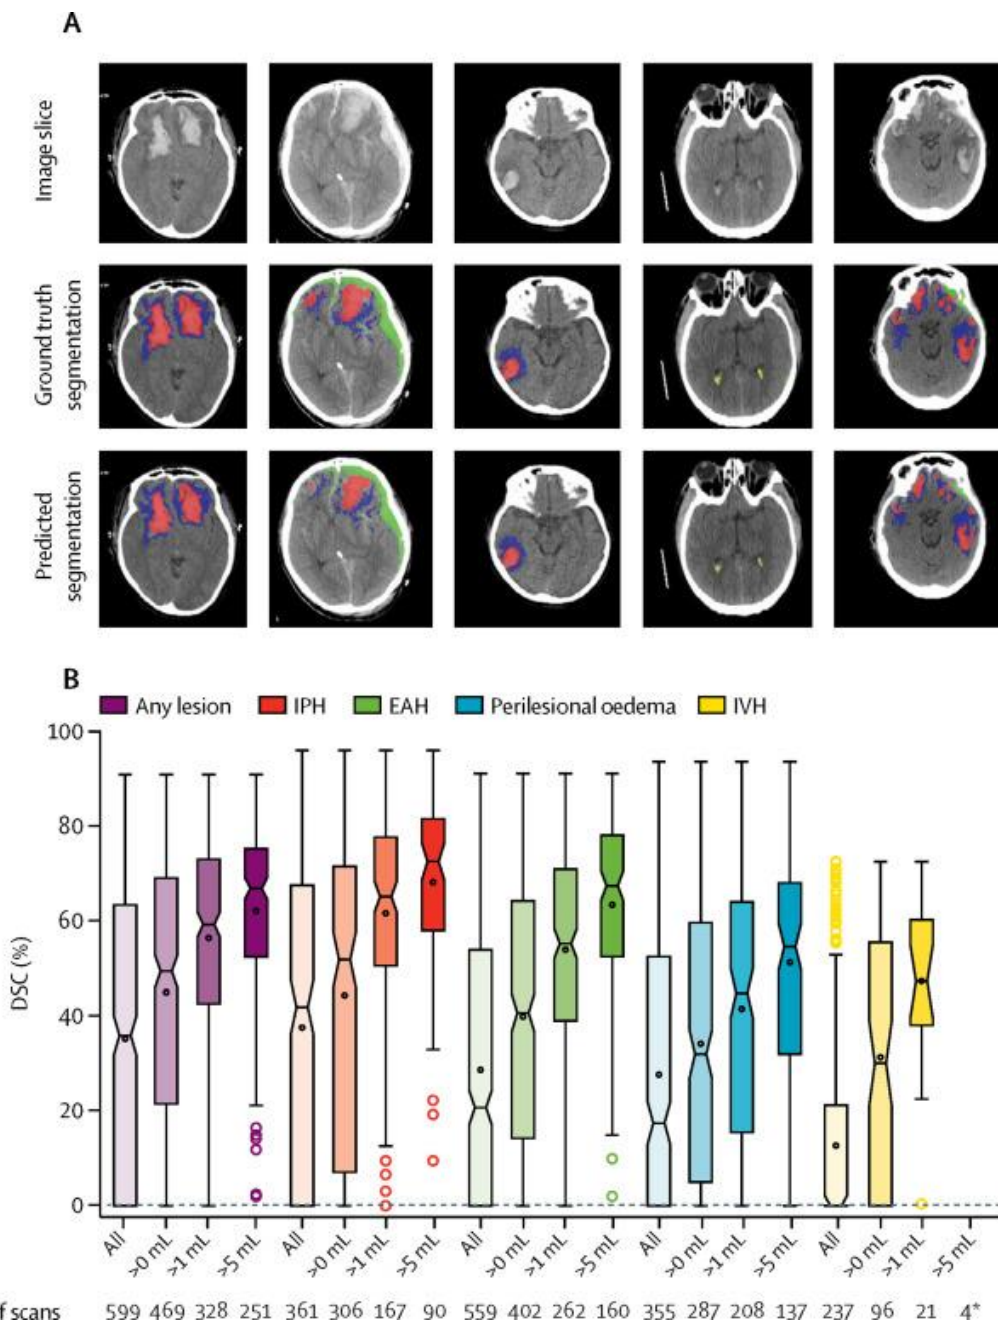 A
Image slice
Ground truth
segmentation
Predicted
segmentation
B
Any lesion IPH EAH Perilesional oedema IVH
DSC (%)
100
80
60
40
20
0
All >0 mL >1 mL >5 mL All >0 mL >1 mL >5 mL All >0 mL >1 mL >5 mL All >0 mL >1 mL >5 mL All >0 mL >1 mL >5 mL
f scans 599 469 328 251 361 306 167 90 559 402 262 160 355 287 208 137 237 96 21 4*